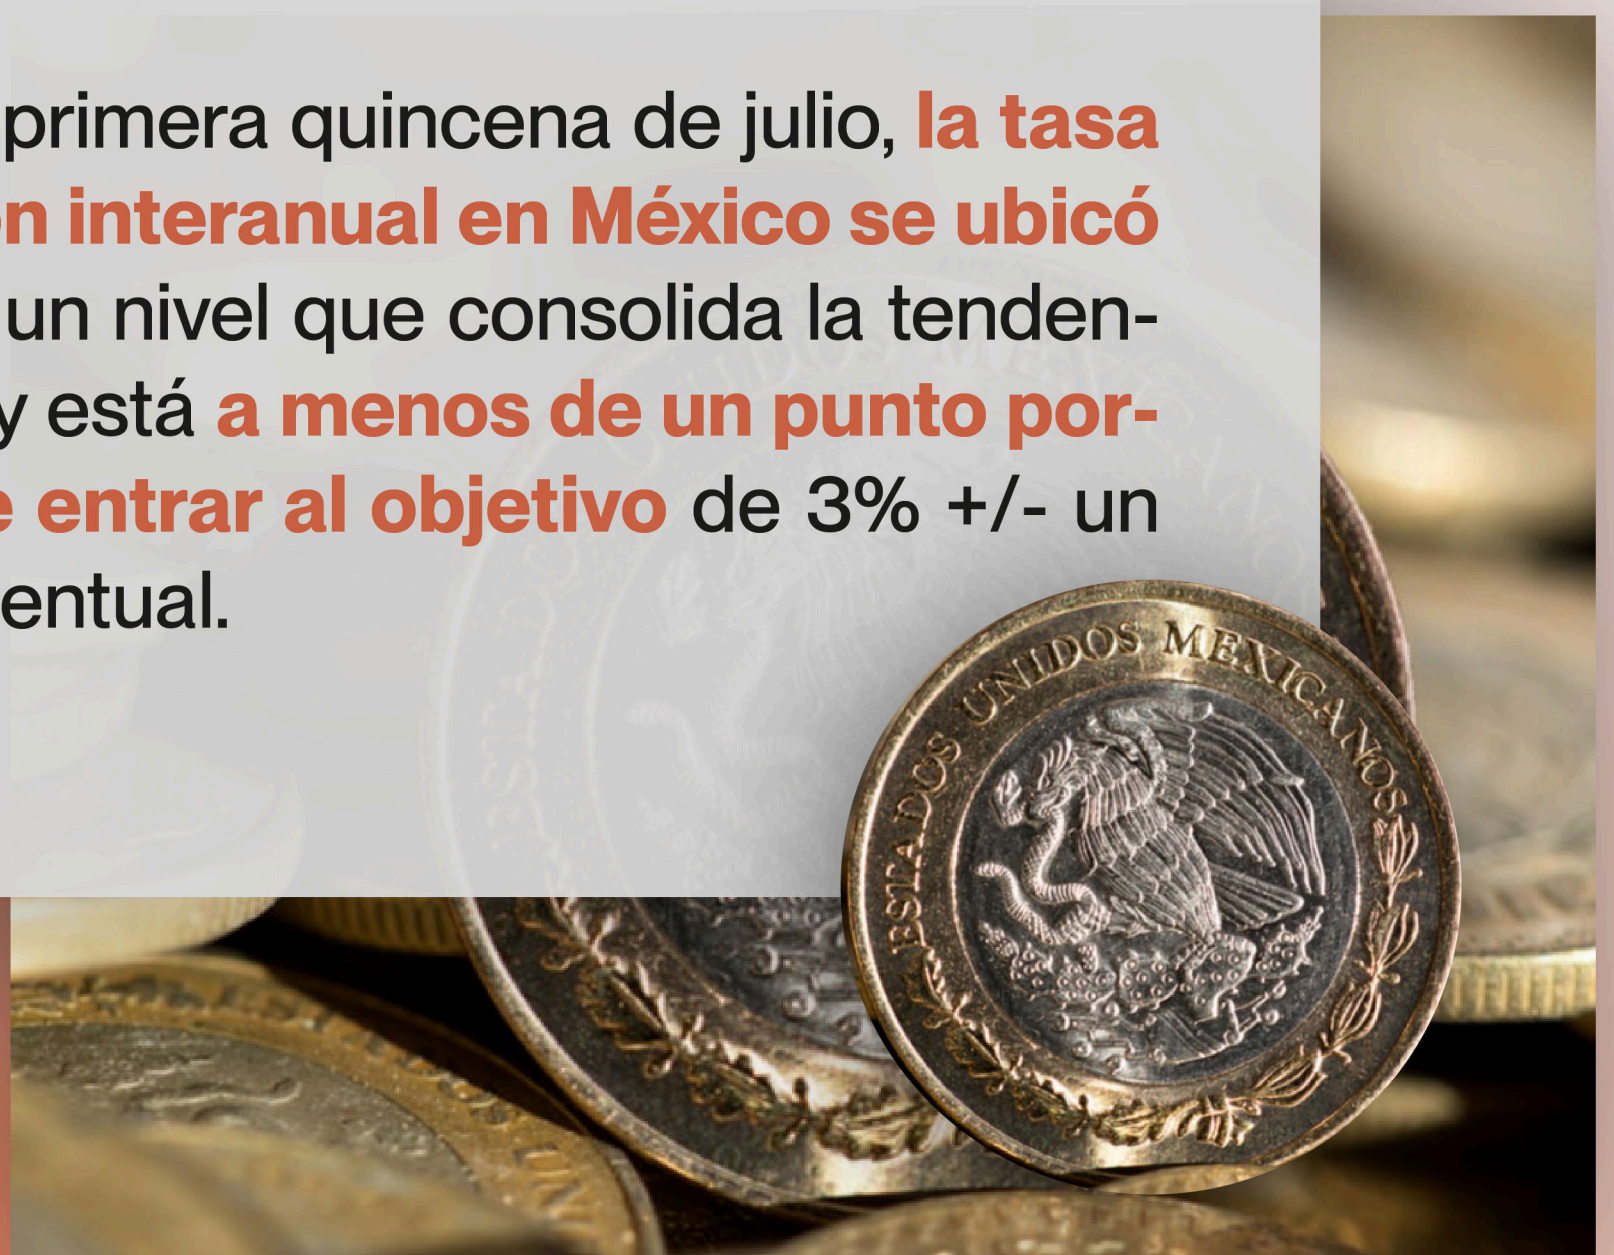 primera quincena de julio, la tasa
n interanual en México se ubicó
un nivel que consolida la tenden-
y está a menos de un punto por-
e entrar al objetivo de 3% +/- un
entual.
ESTADOS UNIDOS MEXICANOS